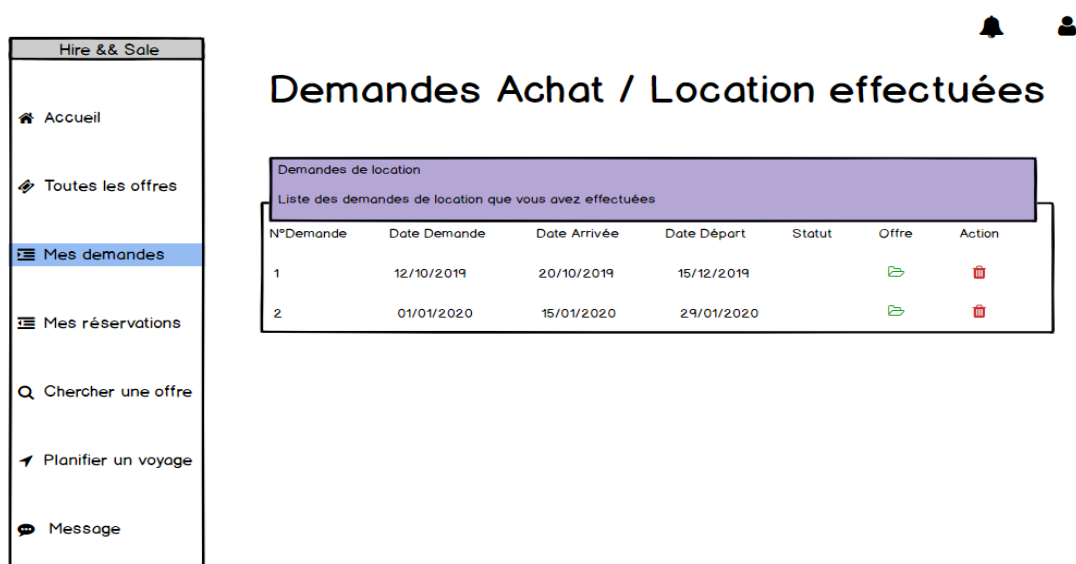 Hire && Sale
Accueil
Toutes les offres
Mes demandes
Mes réservations
Chercher une offre
Planifier un voyage
Message
Demandes Achat / Location effectuées
Demandes de location
Liste des demandes de location que vous avez effectuées
N°Demande Date Demande Date Arrivée Date Départ Statut Offre Action
1 12/10/2019 20/10/2019 15/12/2019
2 01/01/2020 15/01/2020 29/01/2020